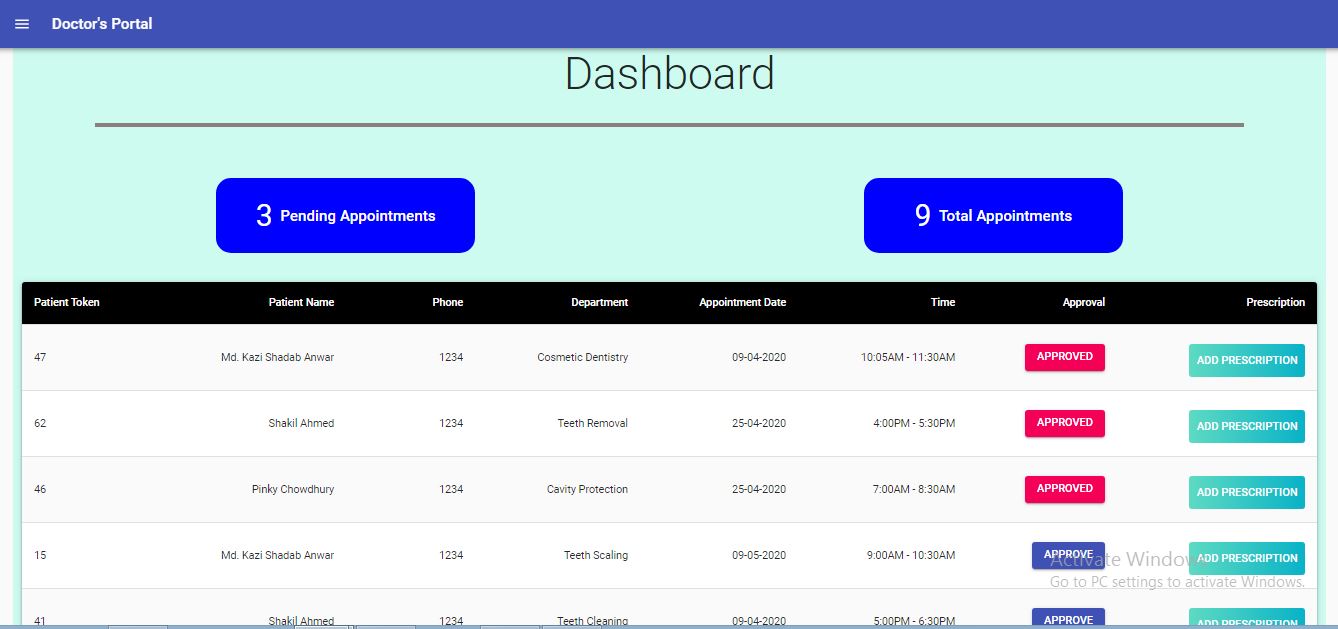 Doctor's Portal
Dashboard
3 Pending Appointments
9 Total Appointments
Patient Token Patient Name Phone Department Appointment Date Time Approval Prescription
47 Md. Kazi Shadab Anwar 1234 Cosmetic Dentistry 09-04-2020 10:05AM - 11:30AM APPROVED ADD PRESCRIPTION
62 Shakil Ahmed 1234 Teeth Removal 25-04-2020 4:00PM - 5:30PM APPROVED ADD PRESCRIPTION
46 Pinky Chowdhury 1234 Cavity Protection 25-04-2020 7:00AM - 8:30AM APPROVED ADD PRESCRIPTION
15 Md. Kazi Shadab Anwar 1234 Teeth Scaling 09-05-2020 9:00AM - 10:30AM APPROVE ADD PRESCRIPTION
Activate Windows
Go to PC settings to activate Windows.
41 Shakil Ahmed 1234 Teeth Cleaning 09-04-2020 5:00PM - 6:30PM APPROVE ADD PRESCRIPTION